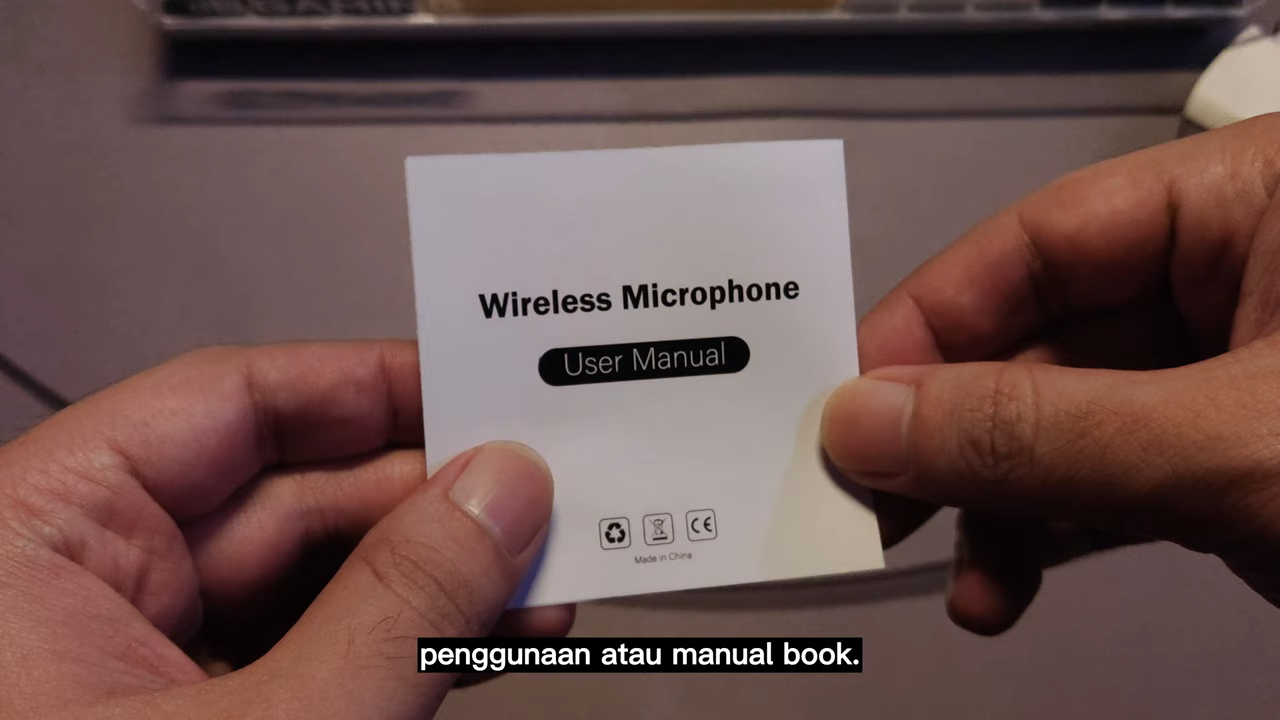 Wireless Microphone
User Manual
CE
Made in China
penggunaan atau manual book.